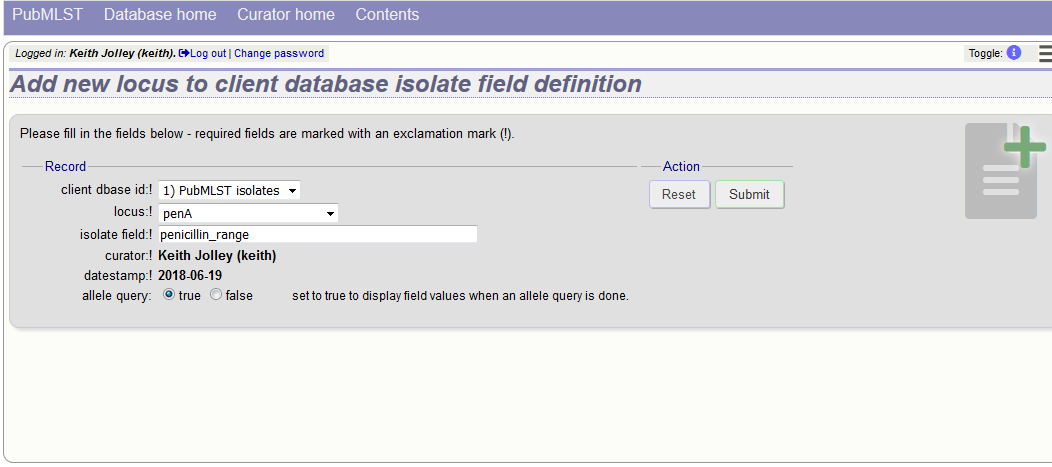 PubMLST Database home Curator home Contents
Logged in: Keith Jolley (keith). Log out | Change password Toggle: i
Add new locus to client database isolate field definition
Please fill in the fields below - required fields are marked with an exclamation mark (!).
Record Action
client dbase id:! 1) PubMLST isolates Reset Submit
locus:! penA
isolate field:! penicillin_range
curator:! Keith Jolley (keith)
datestamp:! 2018-06-19
allele query: true false set to true to display field values when an allele query is done.